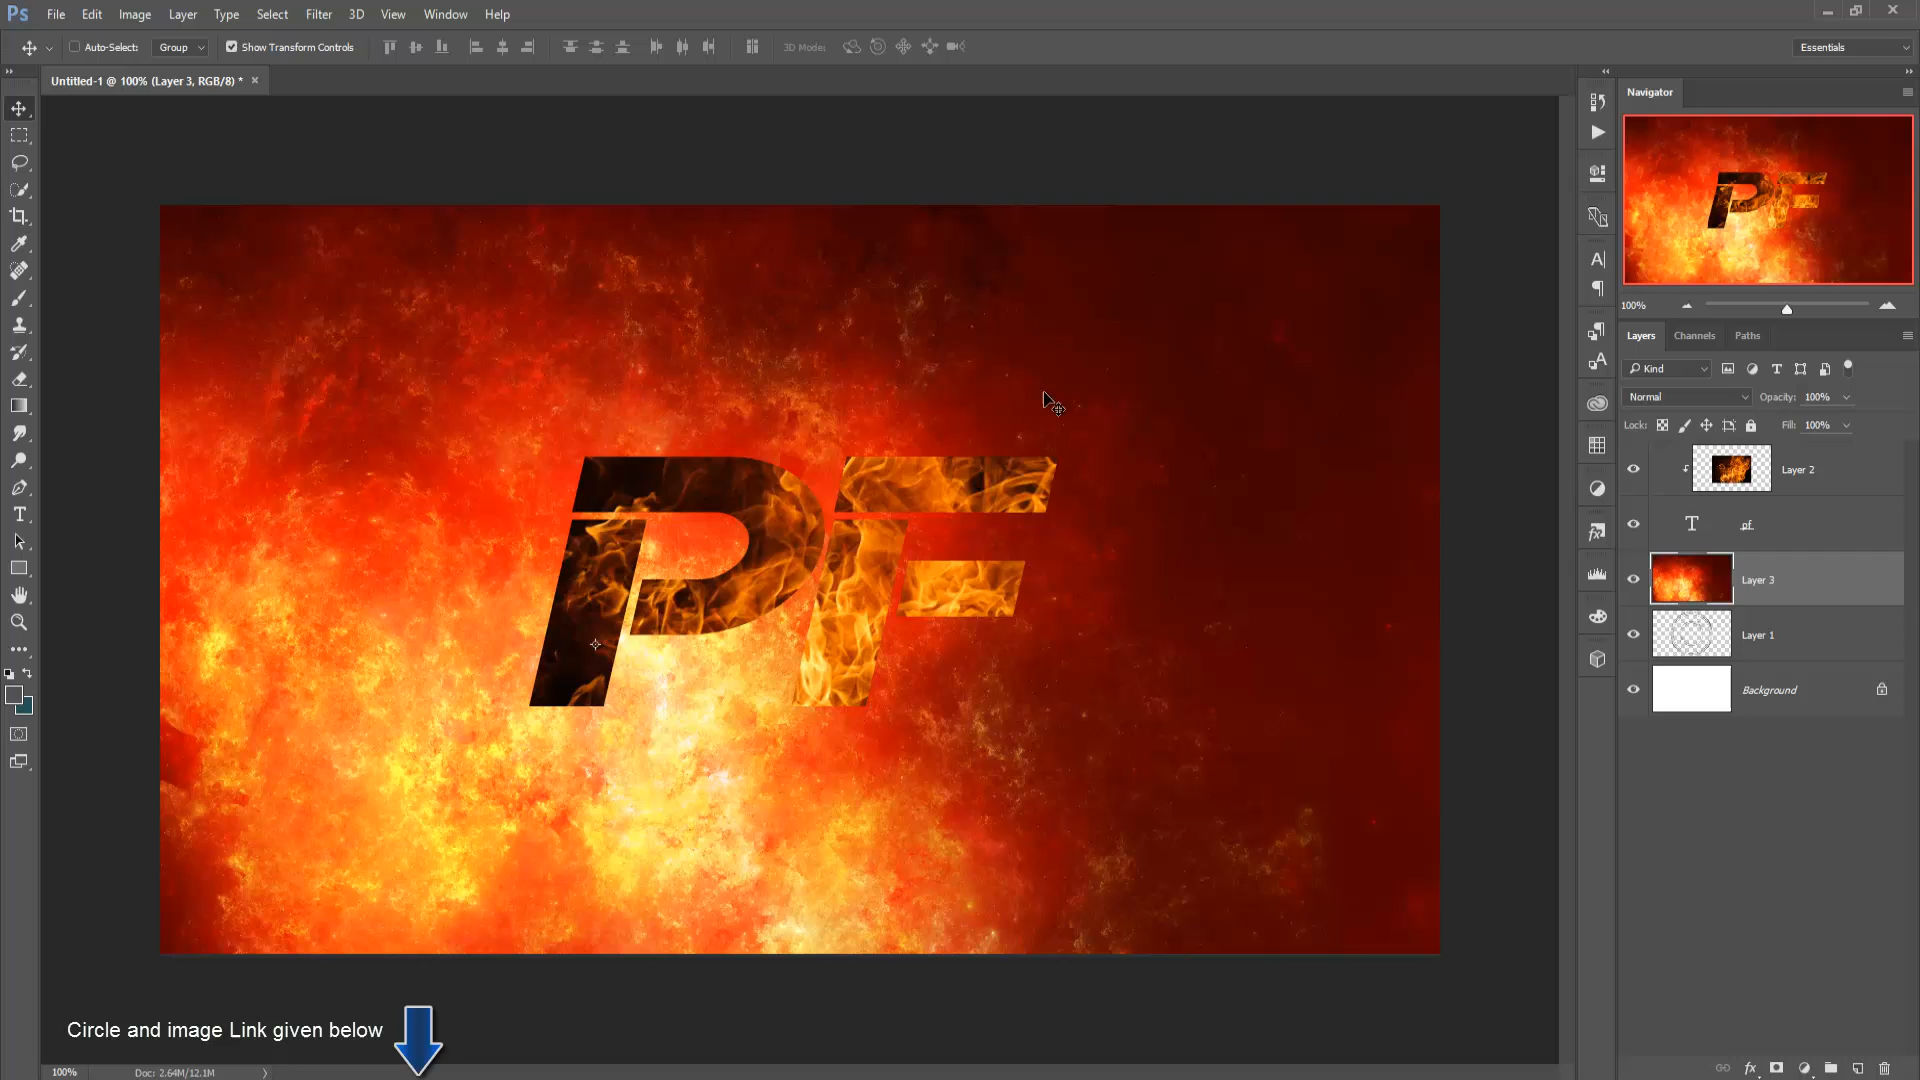 Ps File Edit Image Layer Type Select Filter 3D View Window Help
Auto-Select: Group Show Transform Controls 3D Mode: Essentials
Untitled-1 @ 100% (Layer 3, RGB/8) *
Navigator
PF
100%
Layers Channels Paths
Kind
Normal Opacity: 100%
Lock: Fill: 100%
Layer 2
pf
Layer 3
Layer 1
Background
PF
Circle and image Link given below
100% Doc: 2.64M/12.1M